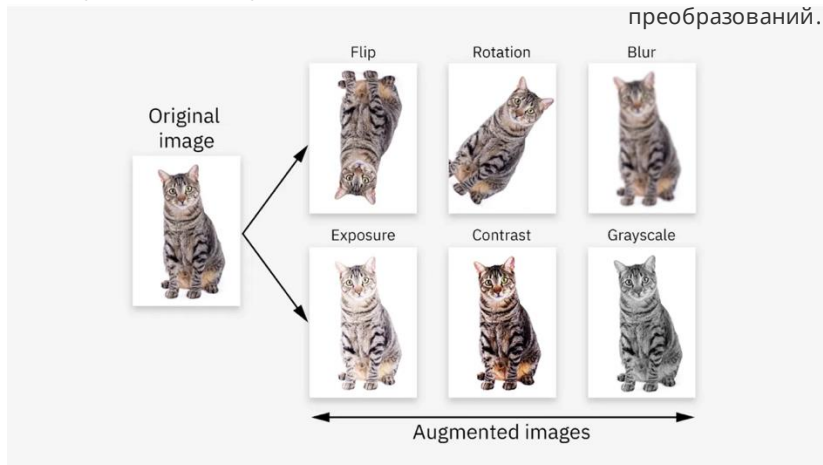 преобразований.
Flip
Rotation
Blur
Original
image
Exposure
Contrast
Grayscale
Augmented images